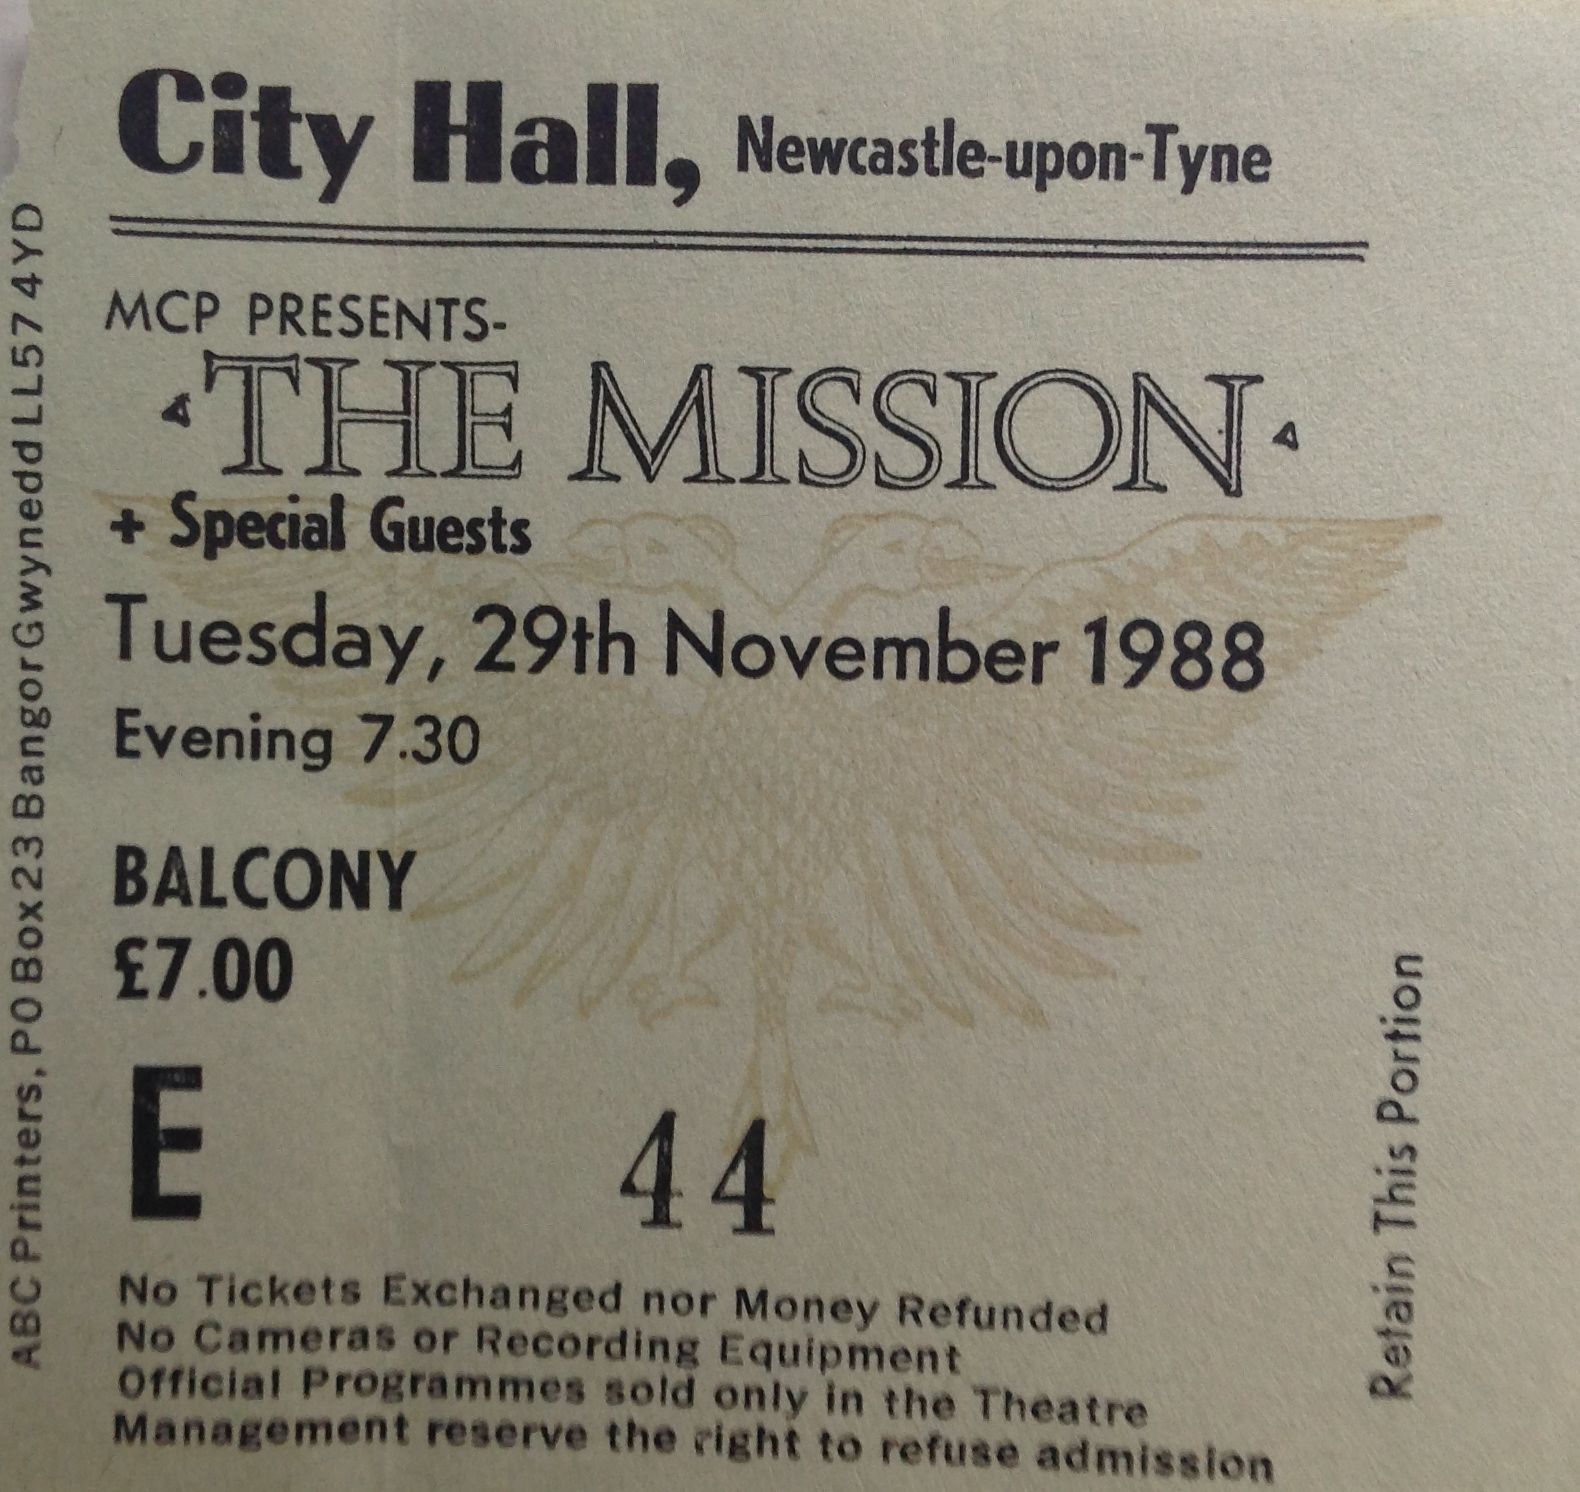 City Hall, Newcastle-upon-Tyne
MCP PRESENTS-
THE MISSION
+ Special Guests
Tuesday, 29th November 1988
Evening 7.30
BALCONY
£7.00
E 44
No Tickets Exchanged nor Money Refunded
No Cameras or Recording Equipment
Official Programmes sold only in the Theatre
Management reserve the right to refuse admission
ABC Printers, PO Box 23 Bangor Gwynedd LL57 4YD
Retain This Portion